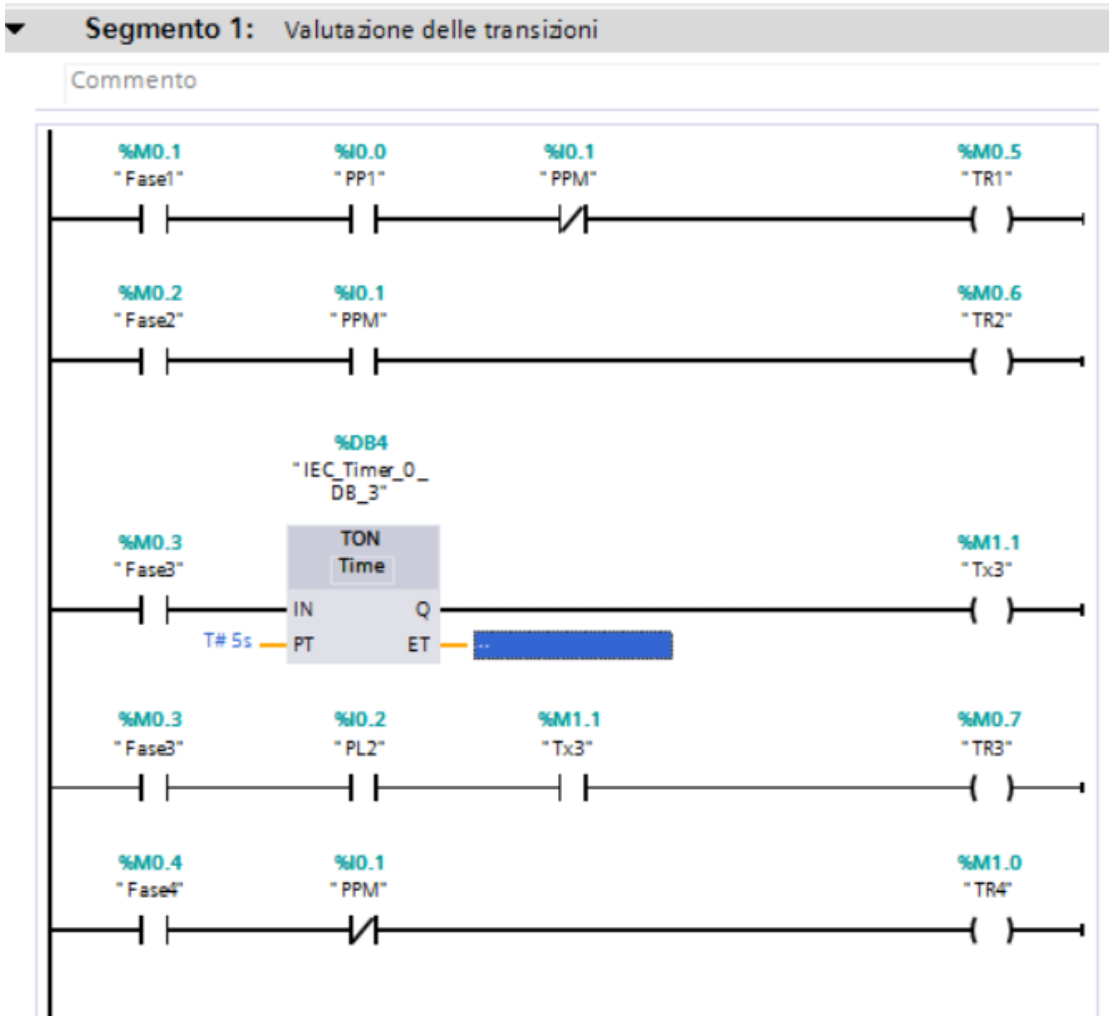 Segmento 1: Valutazione delle transizioni
Commento
%M0.1 %I0.0 %I0.1 %M0.5
"Fase1" "PP1" "PPM" "TR1"
%M0.2 %I0.1 %M0.6
"Fase2" "PPM" "TR2"
%DB4
"IEC_Timer_0_
DB_3"
%M0.3 TON %M1.1
"Fase3" Time "Tx3"
IN Q
T# 5s PT ET ...
%M0.3 %I0.2 %M1.1 %M0.7
"Fase3" "PL2" "Tx3" "TR3"
%M0.4 %I0.1 %M1.0
"Fase4" "PPM" "TR4"